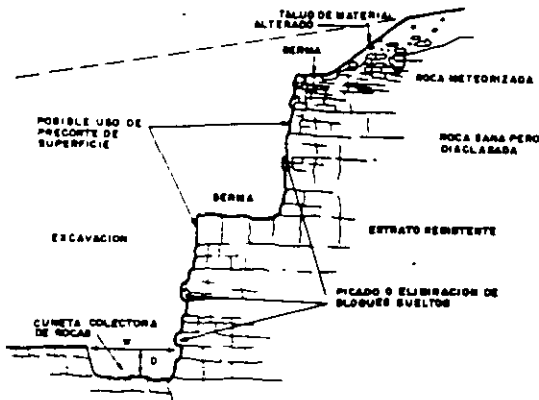 TALUD DE MATERIAL
ALTERADO
BERMA
ROCA METEORIZADA
POSIBLE USO DE
PRECORTE DE
SUPERFICIE
ROCA SANA PERO
DIACLASADA
BERMA
EXCAVACION
ESTRATO RESISTENTE
PICADO O ELIMINACION DE
BLOQUES SUELTOS
CUNETA COLECTORA
DE ROCAS
W
D